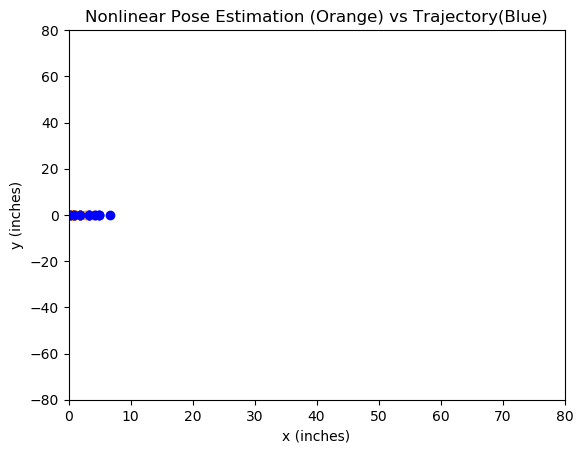 Nonlinear Pose Estimation (Orange) vs Trajectory(Blue)
80
60
40
20
0
−20
−40
−60
−80
y (inches)
0 10 20 30 40 50 60 70 80
x (inches)